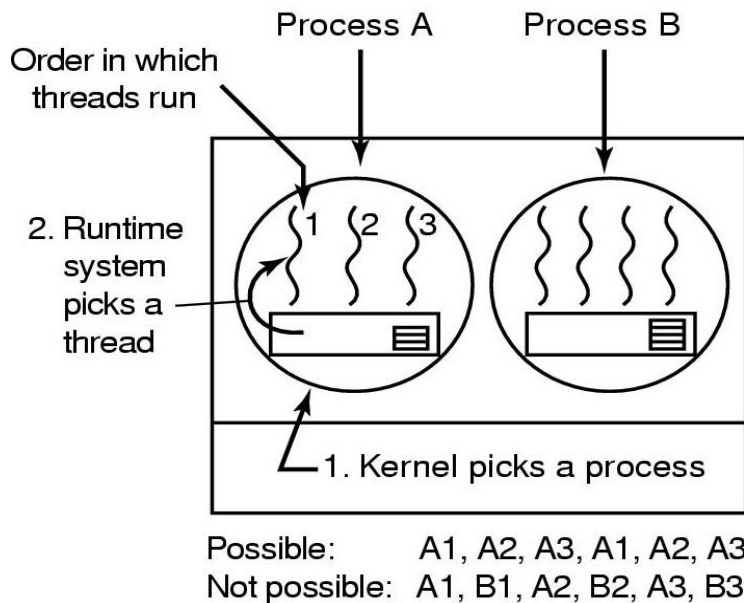 Process A
Process B
Order in which
threads run
1
2
3
2. Runtime
system
picks a
thread
1. Kernel picks a process
Possible: A1, A2, A3, A1, A2, A3
Not possible: A1, B1, A2, B2, A3, B3